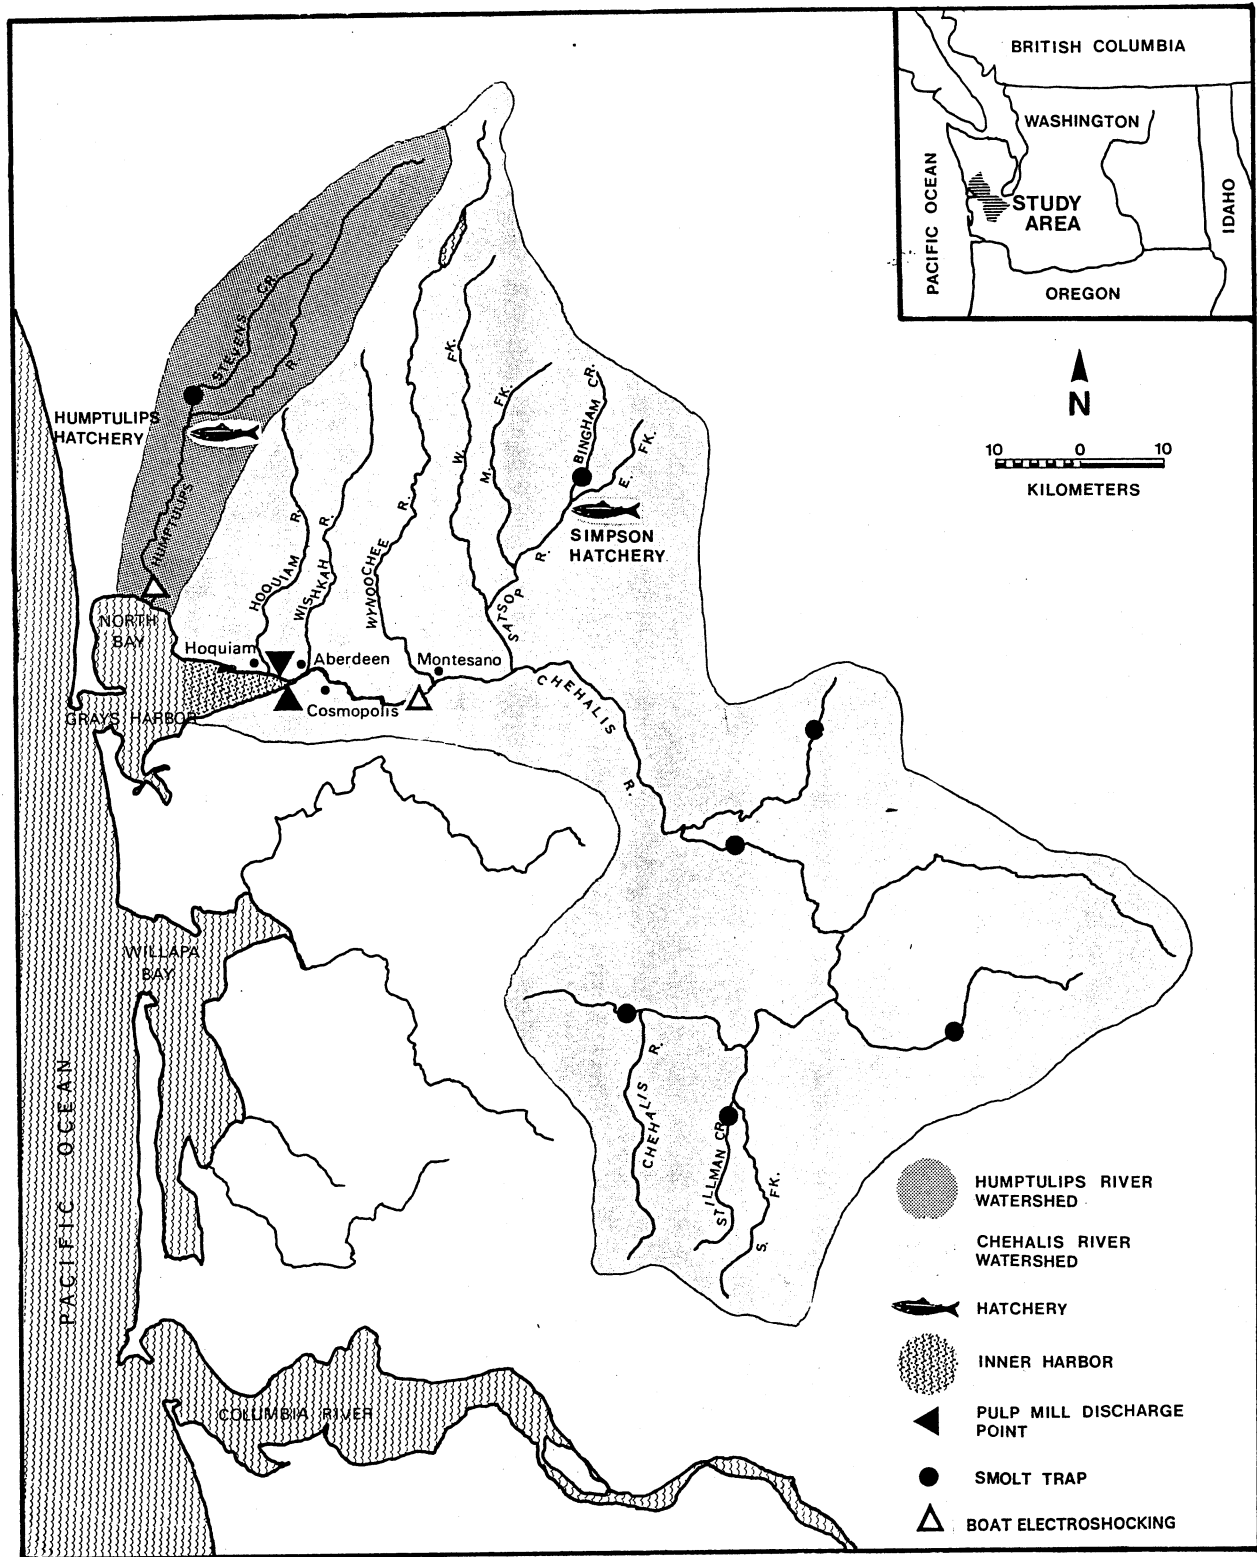 BRITISH COLUMBIA
WASHINGTON
PACIFIC OCEAN
STUDY
AREA
IDAHO
OREGON
N
10 0 10
KILOMETERS
STEVENS CR.
R.
HUMPTULIPS
HATCHERY
HUMPTULIPS
FK.
W.
FK.
M.
BINGHAM CR.
FK.
E.
SIMPSON
HATCHERY
R.
SATSOP
HOQUIAM R.
WISHKAH R.
WYNOOCHEE R.
NORTH
BAY
Hoquiam
Aberdeen
Montesano
Cosmopolis
GRAYS HARBOR
CHEHALIS R.
WILLAPA
BAY
PACIFIC OCEAN
CHEHALIS R.
STILLMAN CR.
S. FK.
COLUMBIA RIVER
HUMPTULIPS RIVER
WATERSHED
CHEHALIS RIVER
WATERSHED
HATCHERY
INNER HARBOR
PULP MILL DISCHARGE
POINT
SMOLT TRAP
BOAT ELECTROSHOCKING